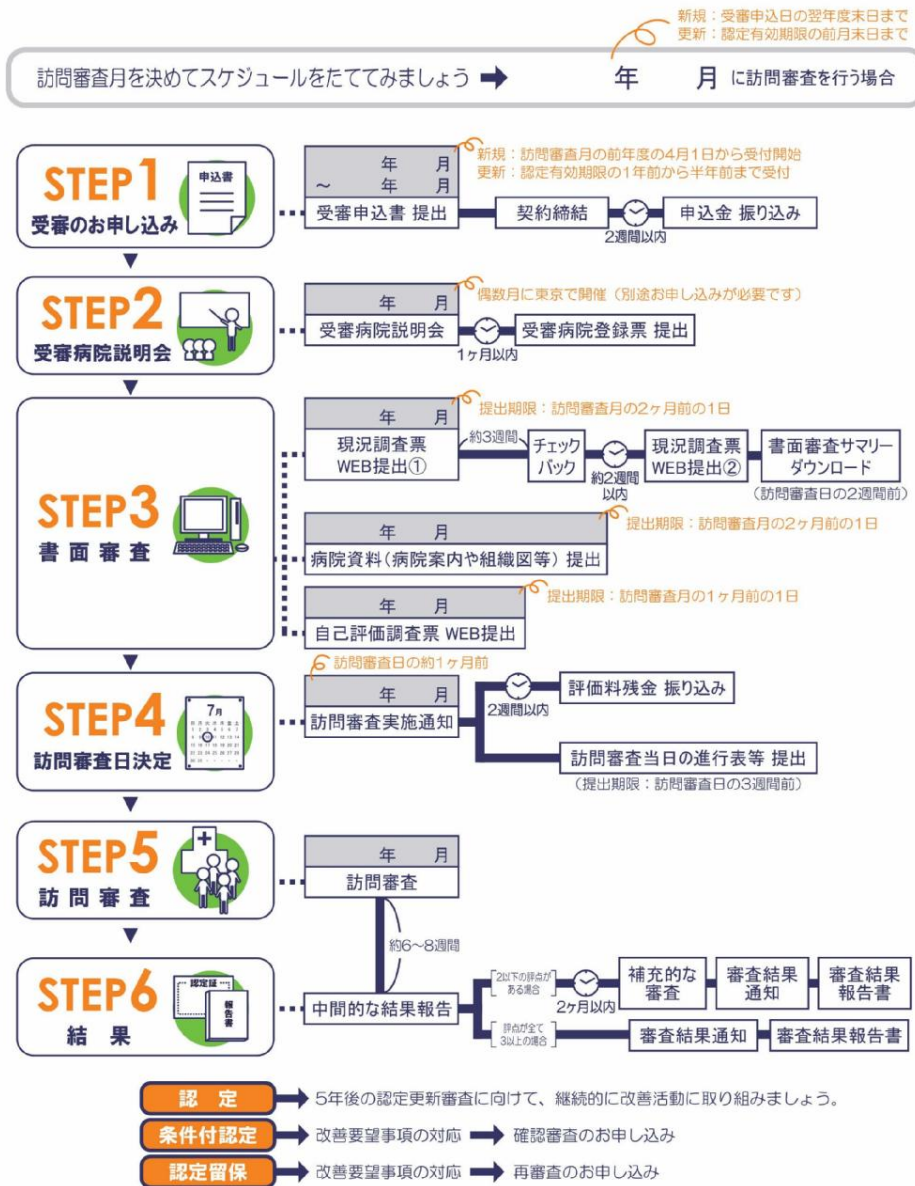 新規：受審申込日の翌年度末日まで
更新：認定有効期限の前月末日まで
訪問審査月を決めてスケジュールをたててみましょう → 年 月 に訪問審査を行う場合
STEP1
受審のお申し込み
申込書
年 月
～ 年 月
受審申込書 提出
新規：訪問審査月の前年度の4月1日から受付開始
更新：認定有効期限の1年前から半年前まで受付
契約締結
2週間以内
申込金 振り込み
STEP2
受審病院説明会
年 月
受審病院説明会
偶数月に東京で開催（別途お申し込みが必要です）
1ヶ月以内
受審病院登録票 提出
STEP3
書面審査
年 月
現況調査票
WEB提出①
提出期限：訪問審査月の2ヶ月前の1日
約3週間
チェック
バック
約2週間
以内
現況調査票
WEB提出②
書面審査サマリー
ダウンロード
（訪問審査日の2週間前）
年 月
病院資料（病院案内や組織図等）提出
提出期限：訪問審査月の2ヶ月前の1日
年 月
自己評価調査票 WEB提出
提出期限：訪問審査月の1ヶ月前の1日
STEP4
訪問審査日決定
7月
訪問審査日の約1ヶ月前
年 月
訪問審査実施通知
2週間以内
評価料残金 振り込み
訪問審査当日の進行表等 提出
（提出期限：訪問審査日の3週間前）
STEP5
訪問審査
年 月
訪問審査
約6～8週間
STEP6
結果
認定証
報告書
中間的な結果報告
2以下の評点が
ある場合
2ヶ月以内
補充的な
審査
審査結果
通知
審査結果
報告書
評点が全て
3以上の場合
審査結果通知
審査結果報告書
認定 → 5年後の認定更新審査に向けて、継続的に改善活動に取り組みましょう。
条件付認定 → 改善要望事項の対応 → 確認審査のお申し込み
認定留保 → 改善要望事項の対応 → 再審査のお申し込み